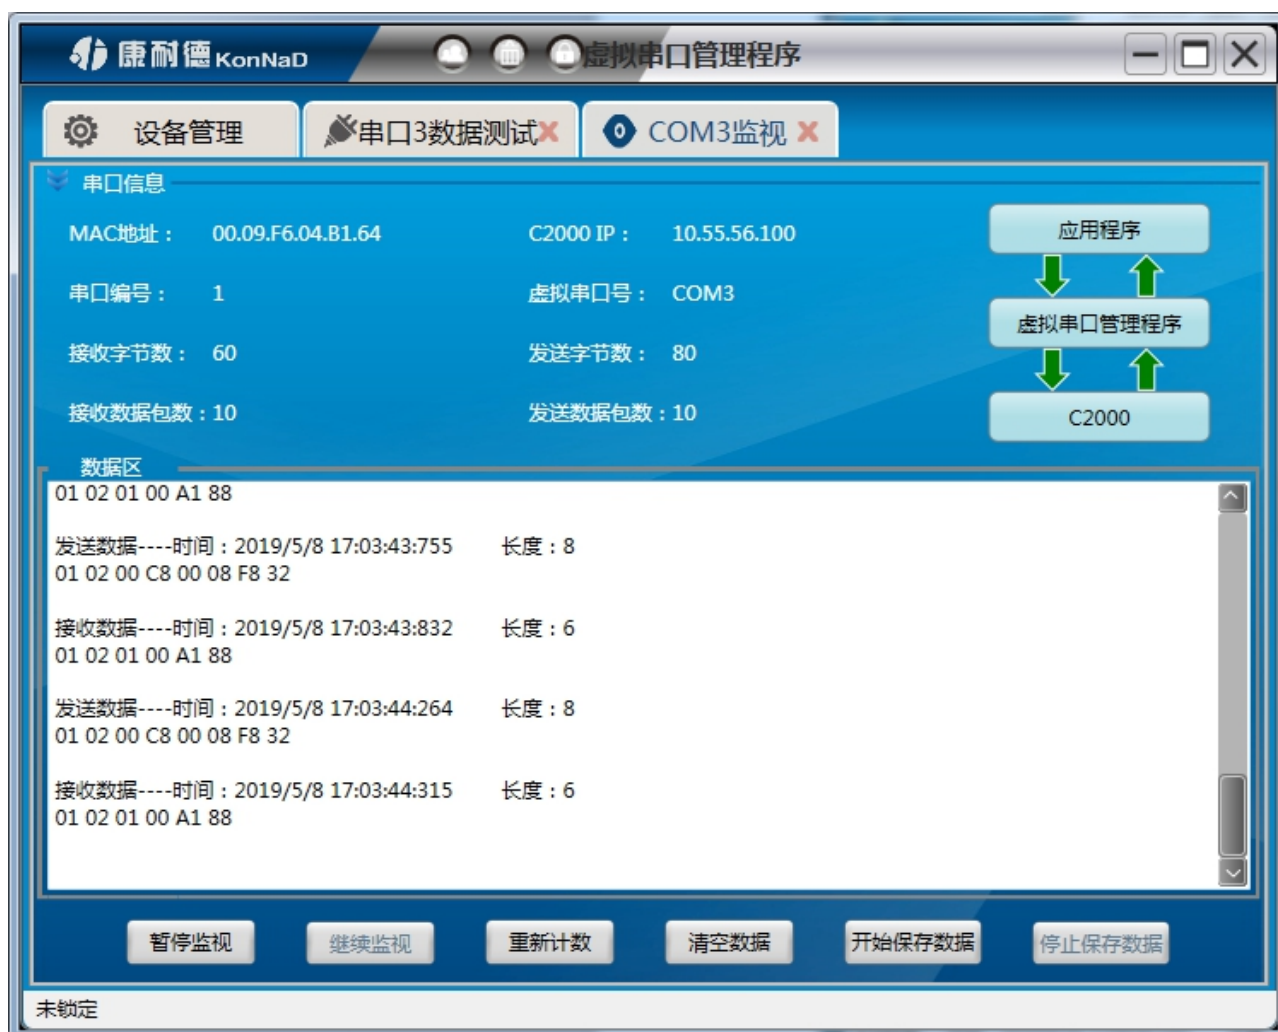 康耐德 KonNaD 虚拟串口管理程序
设备管理 串口3数据测试 COM3监视
串口信息
MAC地址： 00.09.F6.04.B1.64 C2000 IP： 10.55.56.100 应用程序
串口编号： 1 虚拟串口号： COM3
虚拟串口管理程序
接收字节数： 60 发送字节数： 80
接收数据包数：10 发送数据包数：10 C2000
数据区
01 02 01 00 A1 88
发送数据----时间：2019/5/8 17:03:43:755 长度：8
01 02 00 C8 00 08 F8 32
接收数据----时间：2019/5/8 17:03:43:832 长度：6
01 02 01 00 A1 88
发送数据----时间：2019/5/8 17:03:44:264 长度：8
01 02 00 C8 00 08 F8 32
接收数据----时间：2019/5/8 17:03:44:315 长度：6
01 02 01 00 A1 88
暂停监视 继续监视 重新计数 清空数据 开始保存数据 停止保存数据
未锁定